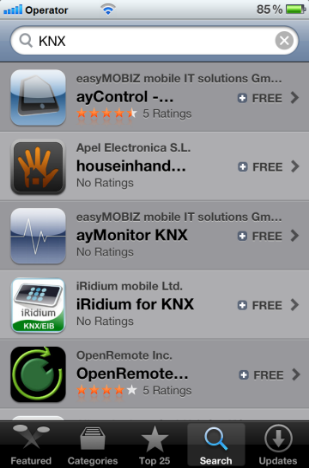 Operator 85%
KNX
easyMOBIZ mobile IT solutions Gm...
ayControl -...
FREE
5 Ratings
Apel Electronica S.L.
houseinhand...
FREE
No Ratings
easyMOBIZ mobile IT solutions Gm...
ayMonitor KNX
FREE
No Ratings
iRidium
KNX/EIB
iRidium mobile Ltd.
iRidium for KNX
FREE
No Ratings
OpenRemote Inc.
OpenRemote...
FREE
5 Ratings
Featured Categories Top 25 Search Updates